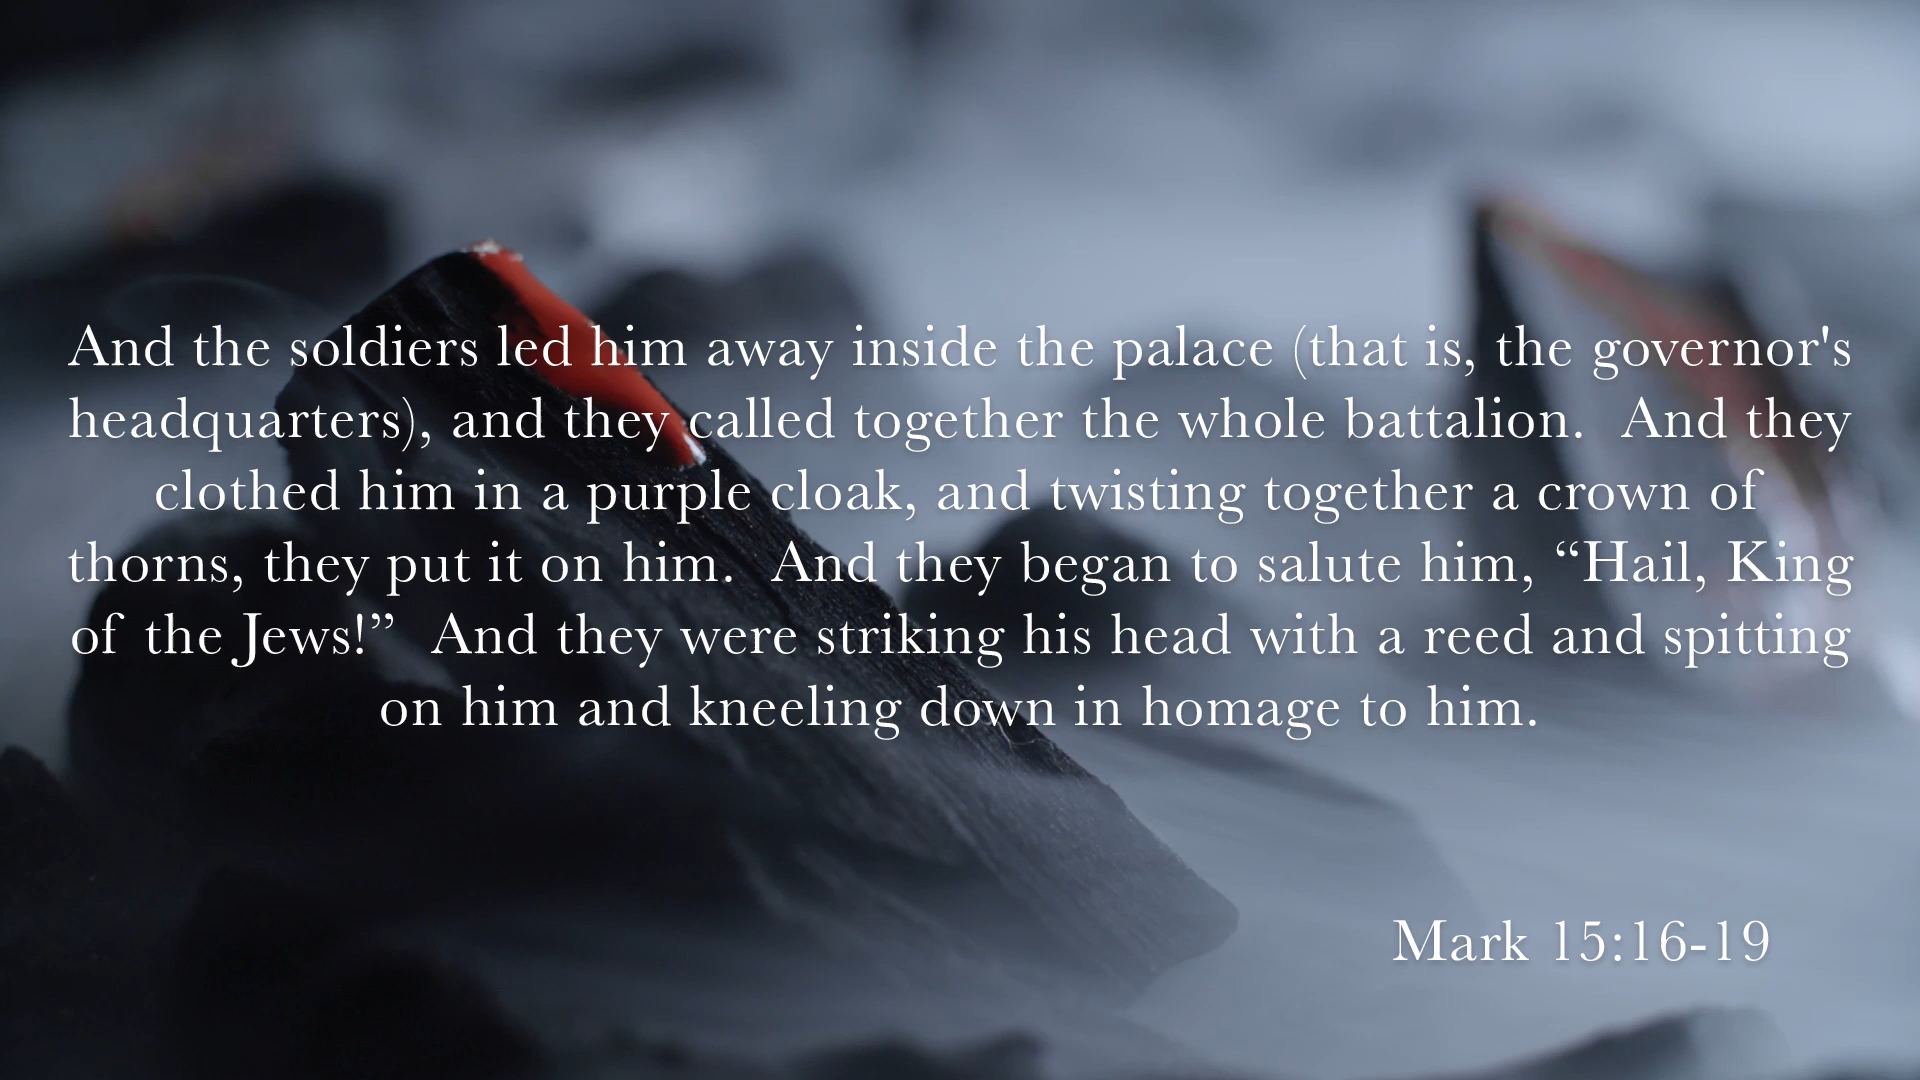 And the soldiers led him away inside the palace (that is, the governor's
headquarters), and they called together the whole battalion.  And they
clothed him in a purple cloak, and twisting together a crown of
thorns, they put it on him.  And they began to salute him, “Hail, King
of the Jews!”  And they were striking his head with a reed and spitting
on him and kneeling down in homage to him.
Mark 15:16-19